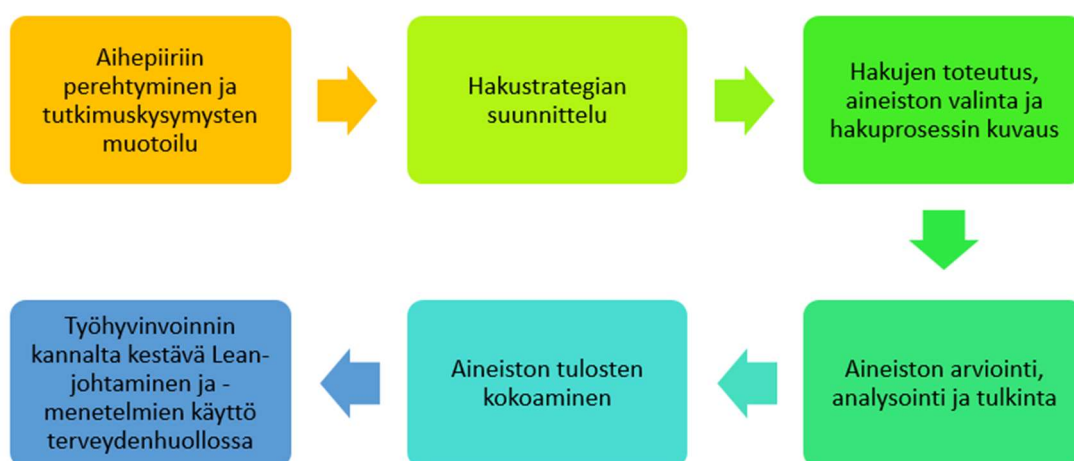 Aihepiiriin
perehtyminen ja
tutkimuskysymysten
muotoilu
Hakustrategian
suunnittelu
Hakujen toteutus,
aineiston valinta ja
hakuprosessin kuvaus
Aineiston arviointi,
analysointi ja tulkinta
Aineiston tulosten
kokoaminen
Työhyvinvoinnin
kannalta kestävä Lean-
johtaminen ja -
menetelmien käyttö
terveydenhuollossa